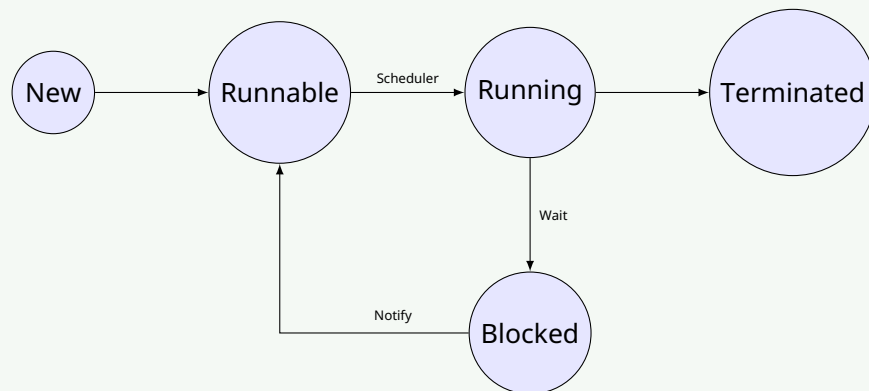 New
Runnable
Scheduler
Running
Terminated
Wait
Notify
Blocked